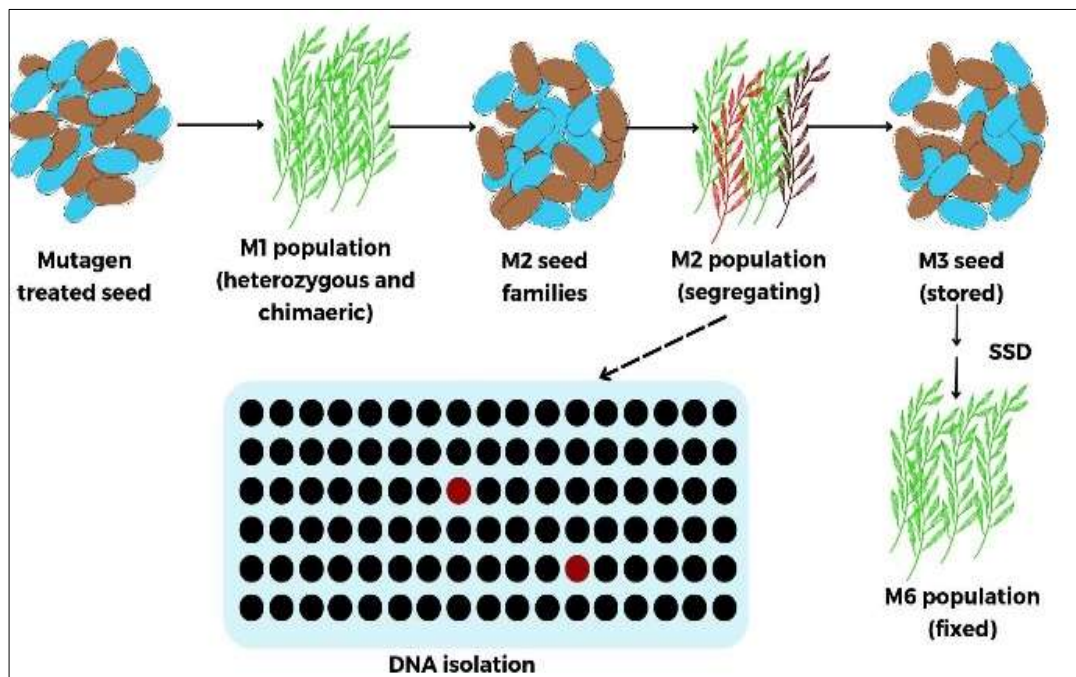 Mutagen
treated seed
M1 population
(heterozygous and
chimaeric)
M2 seed
families
M2 population
(segregating)
M3 seed
(stored)
SSD
M6 population
(fixed)
DNA isolation